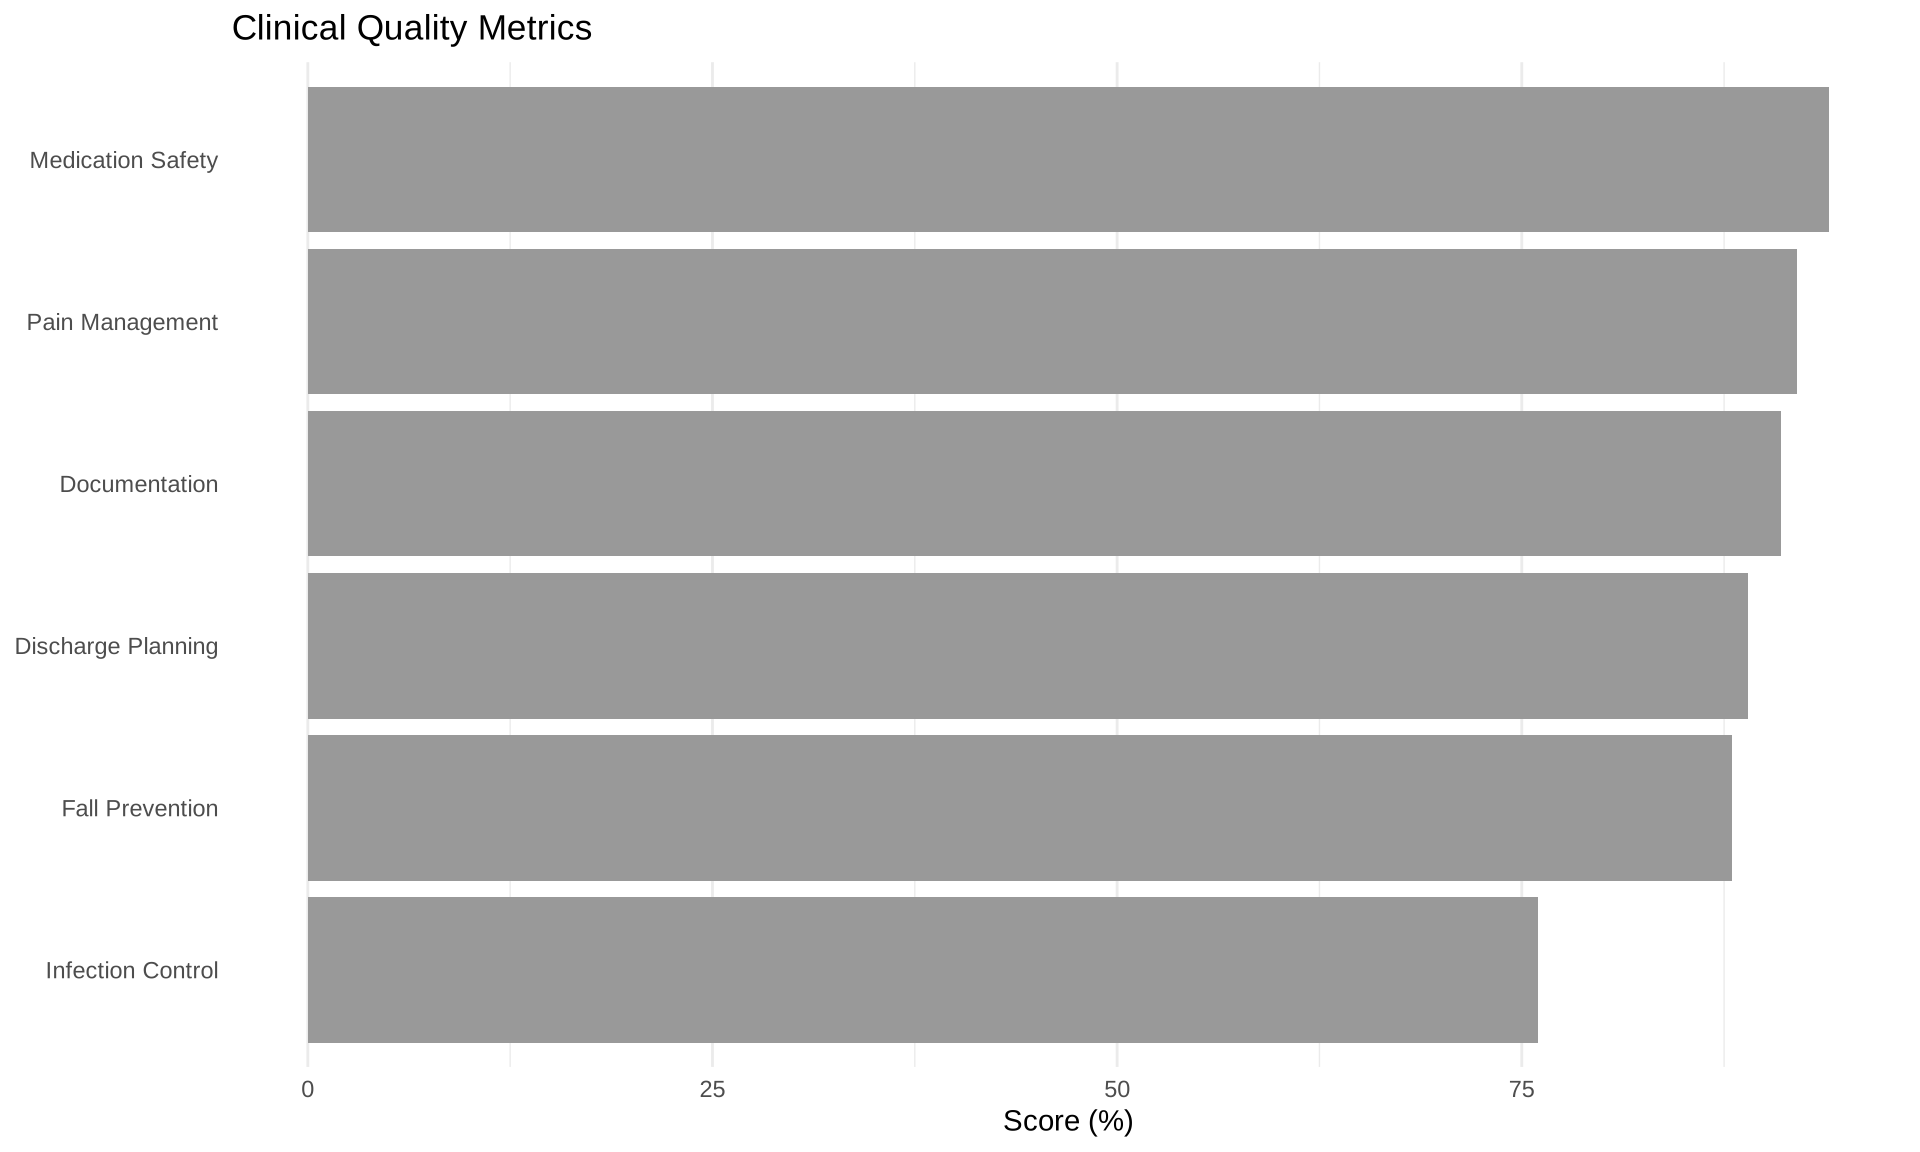 Clinical Quality Metrics
Medication Safety
Pain Management
Documentation
Discharge Planning
Fall Prevention
Infection Control
0 25 50 75
Score (%)